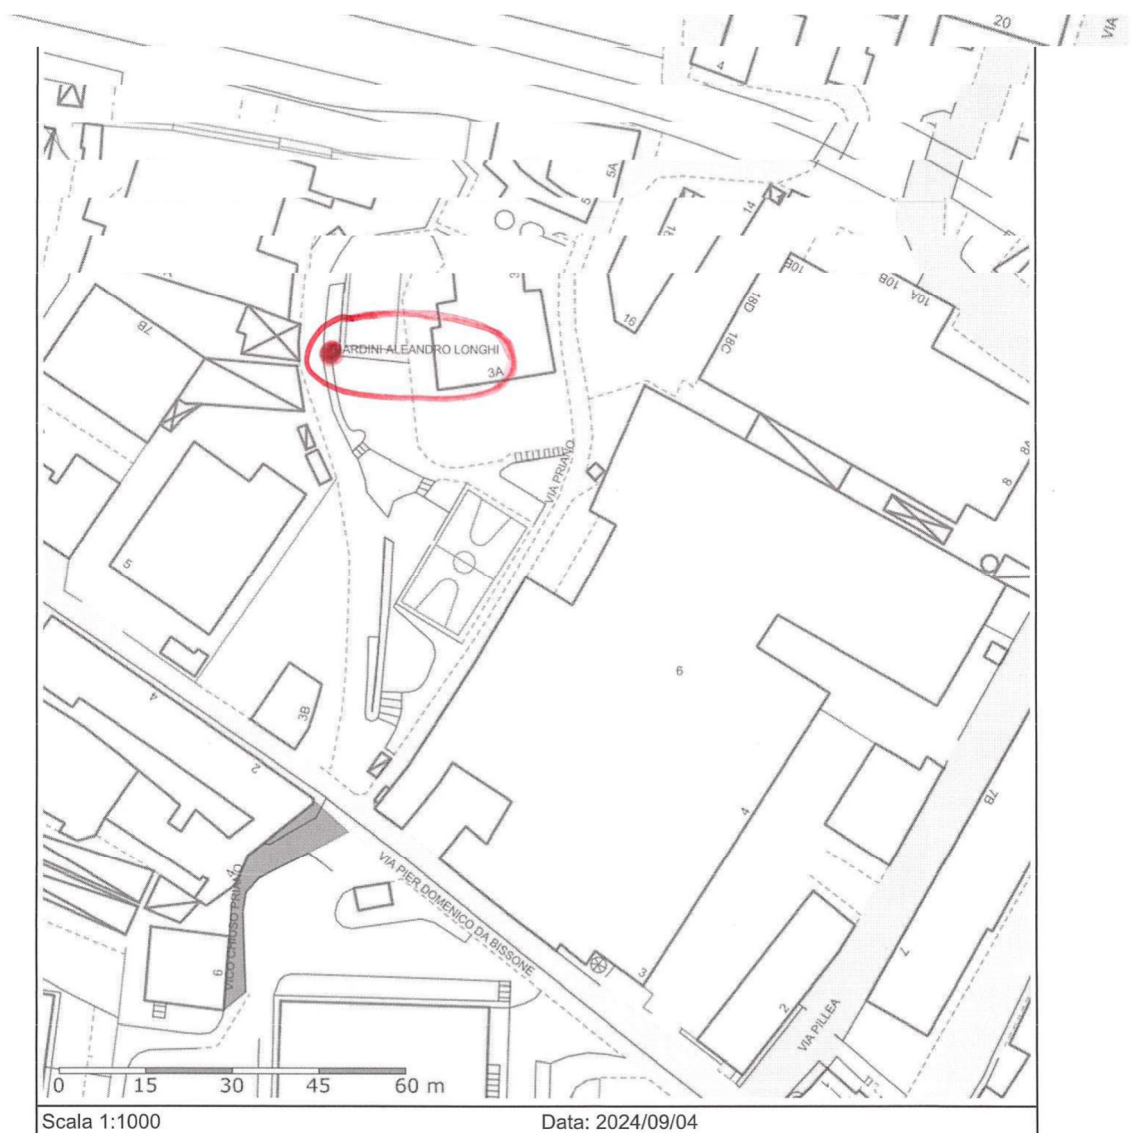 20
VIA
4
5A
5
14
16
10B
10B
10A
18D
18C
7B
GIARDINI ALEANDRO LONGHI
3A
VIA PRIANO
8A
8
5
6
4
3B
2
4
7B
4
VICO CHIUSO PRIANO
VIA PIER DOMENICO DA BISSONE
6
3
7
2
VIA PILLEA
1
0 15 30 45 60 m
Scala 1:1000 Data: 2024/09/04